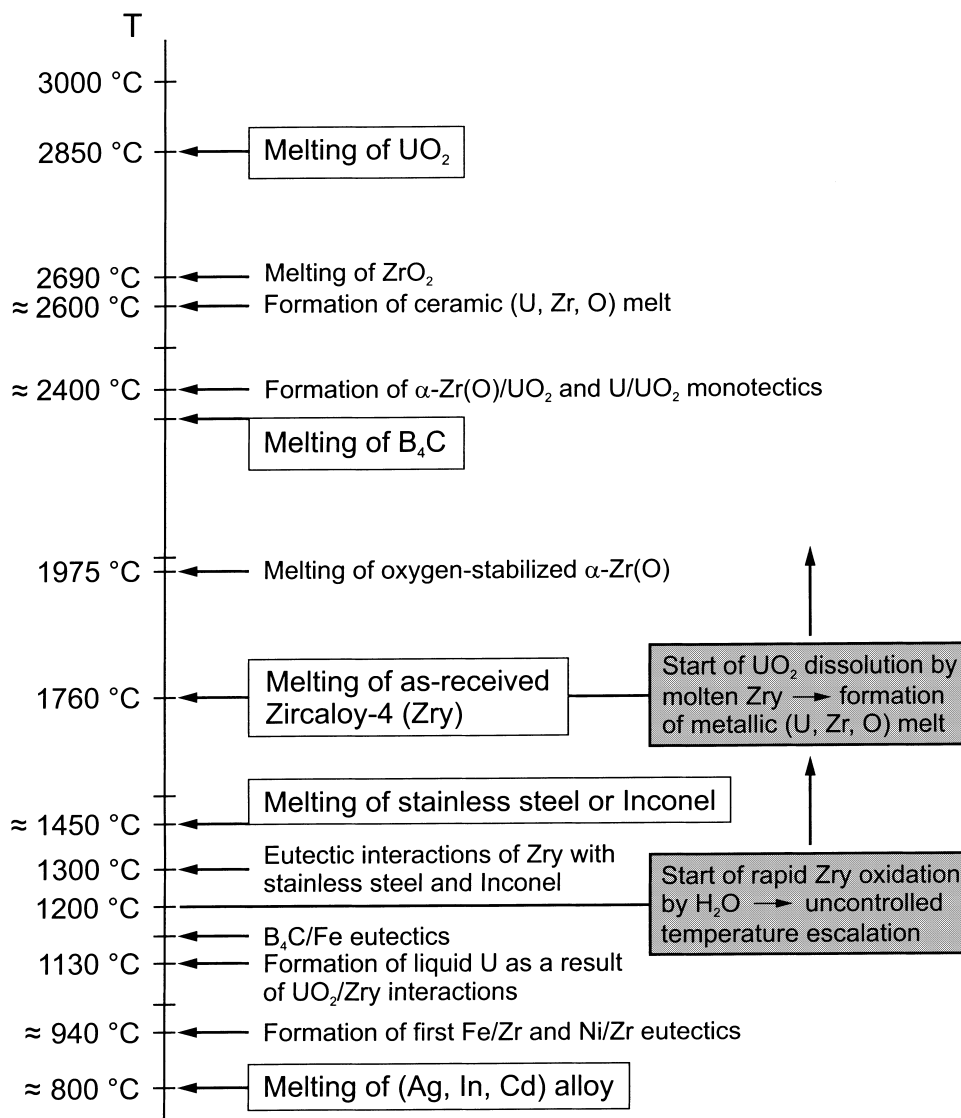 T
3000 °C
2850 °C
Melting of UO₂
2690 °C
Melting of ZrO₂
≈ 2600 °C
Formation of ceramic (U, Zr, O) melt
≈ 2400 °C
Formation of α-Zr(O)/UO₂ and U/UO₂ monotectics
Melting of B₄C
1975 °C
Melting of oxygen-stabilized α-Zr(O)
1760 °C
Melting of as-received
Zircaloy-4 (Zry)
Start of UO₂ dissolution by
molten Zry → formation
of metallic (U, Zr, O) melt
≈ 1450 °C
Melting of stainless steel or Inconel
1300 °C
Eutectic interactions of Zry with
stainless steel and Inconel
1200 °C
Start of rapid Zry oxidation
by H₂O → uncontrolled
temperature escalation
B₄C/Fe eutectics
1130 °C
Formation of liquid U as a result
of UO₂/Zry interactions
≈ 940 °C
Formation of first Fe/Zr and Ni/Zr eutectics
≈ 800 °C
Melting of (Ag, In, Cd) alloy